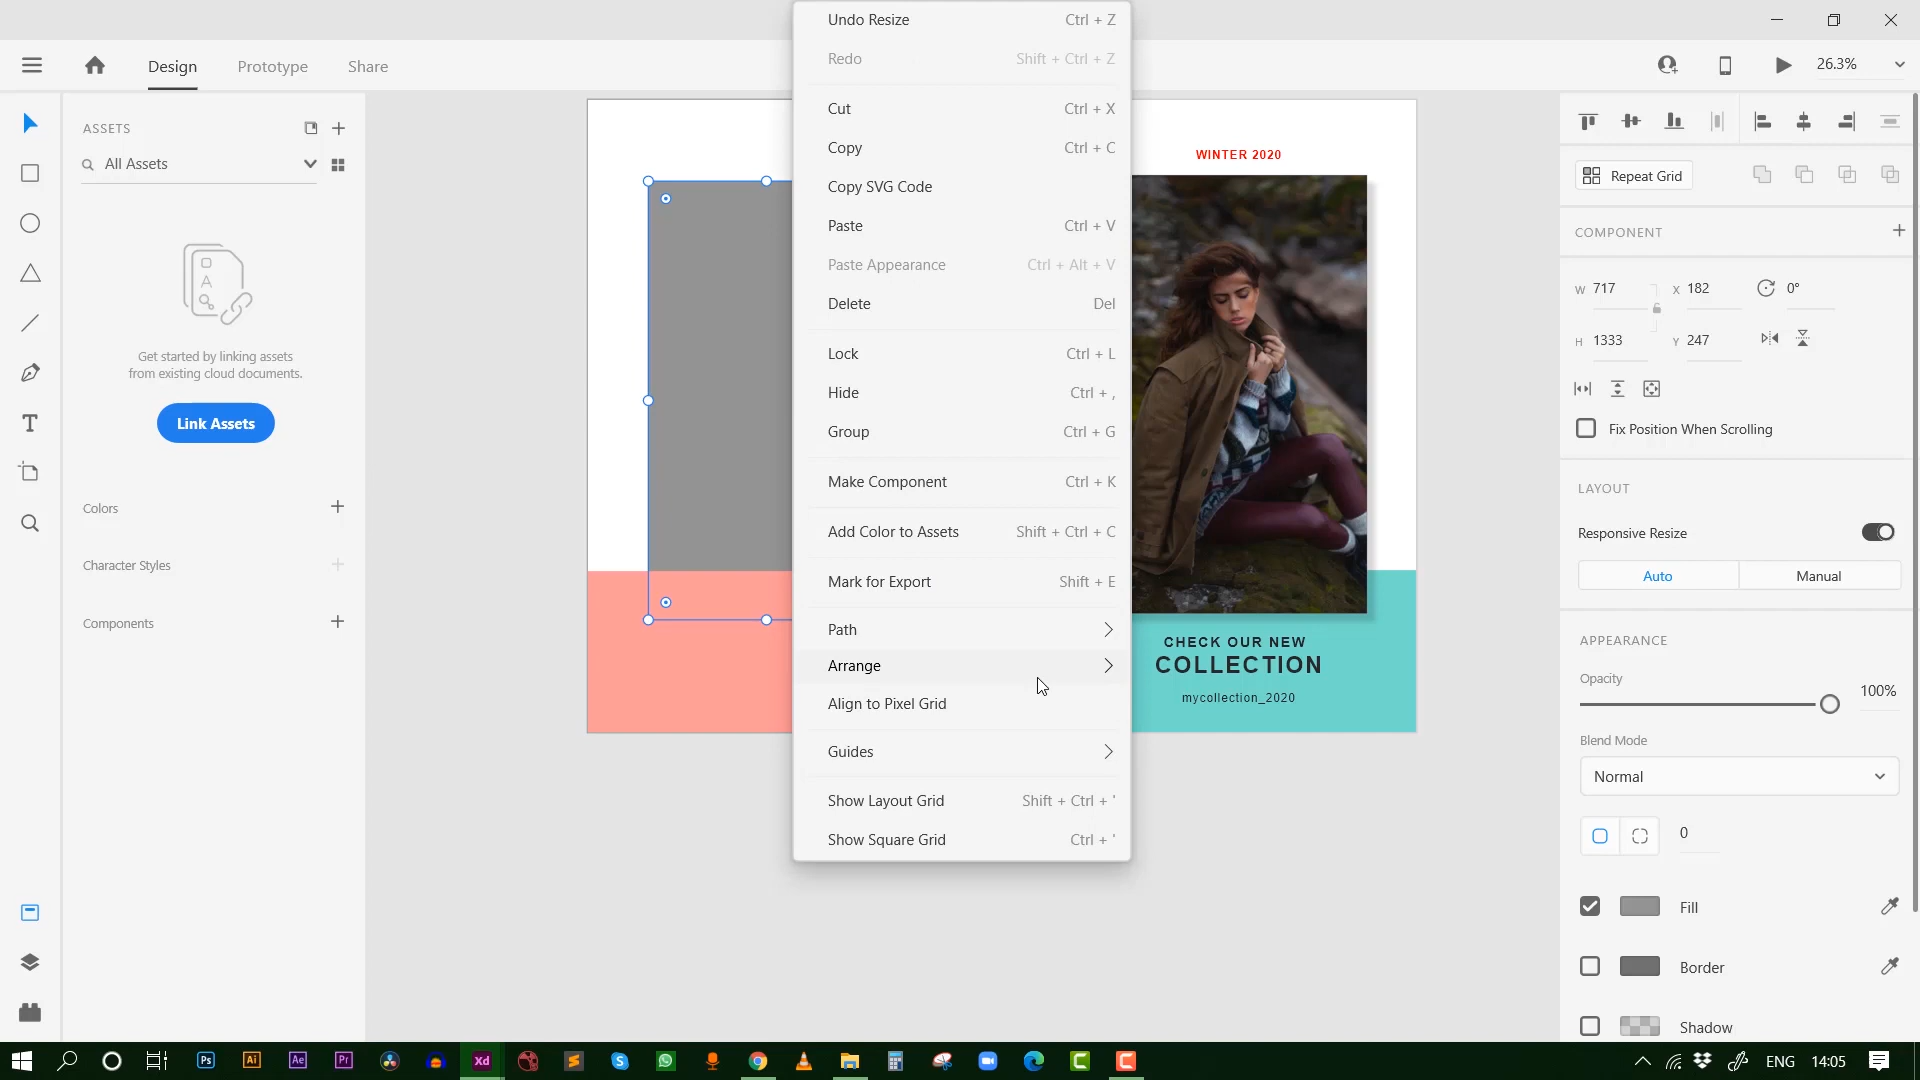 Design
Prototype
Share
26.3%
ASSETS
All Assets
Get started by linking assets
from existing cloud documents.
Link Assets
Colors
Character Styles
Components
Undo Resize Ctrl + Z
Redo Shift + Ctrl + Z
Cut Ctrl + X
Copy Ctrl + C
Copy SVG Code
Paste Ctrl + V
Paste Appearance Ctrl + Alt + V
Delete Del
Lock Ctrl + L
Hide Ctrl + ,
Group Ctrl + G
Make Component Ctrl + K
Add Color to Assets Shift + Ctrl + C
Mark for Export Shift + E
Path
Arrange
Align to Pixel Grid
Guides
Show Layout Grid Shift + Ctrl + '
Show Square Grid Ctrl + '
WINTER 2020
CHECK OUR NEW
COLLECTION
mycollection_2020
Repeat Grid
COMPONENT
W 717 X 182 0°
H 1333 Y 247
Fix Position When Scrolling
LAYOUT
Responsive Resize
Auto Manual
APPEARANCE
Opacity
100%
Blend Mode
Normal
0
Fill
Border
Shadow
Ps Ai Ae Pr Xd
ENG 14:05